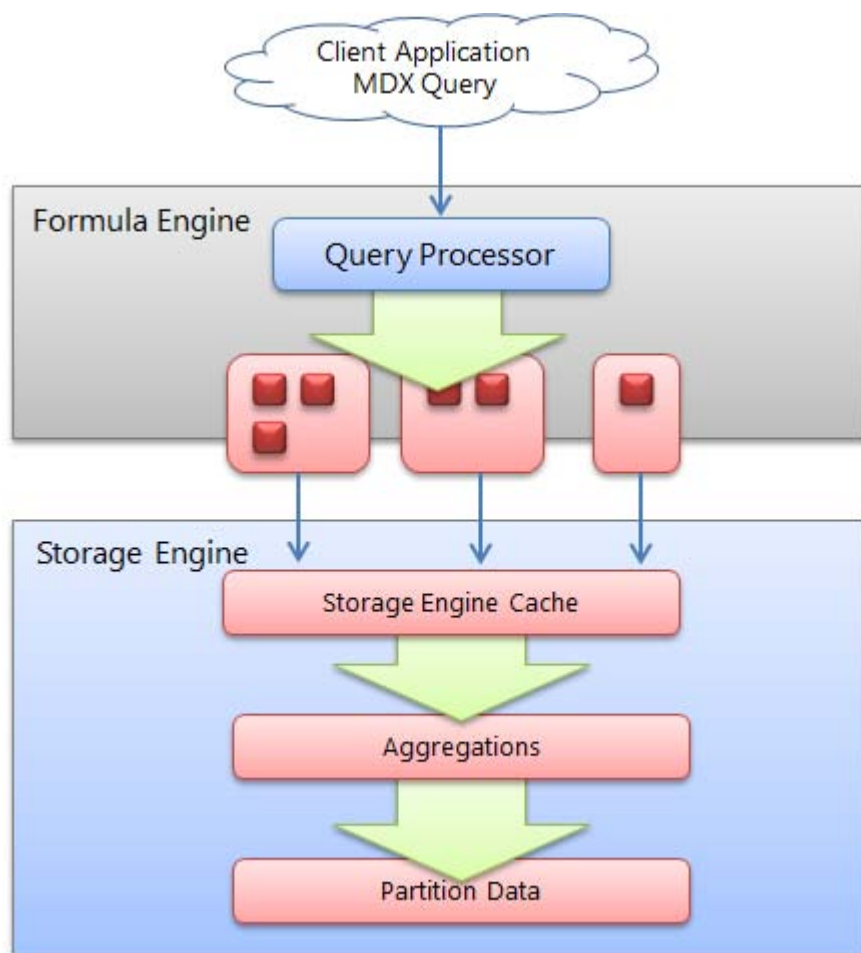 Client Application
MDX Query
Formula Engine
Query Processor
Storage Engine
Storage Engine Cache
Aggregations
Partition Data